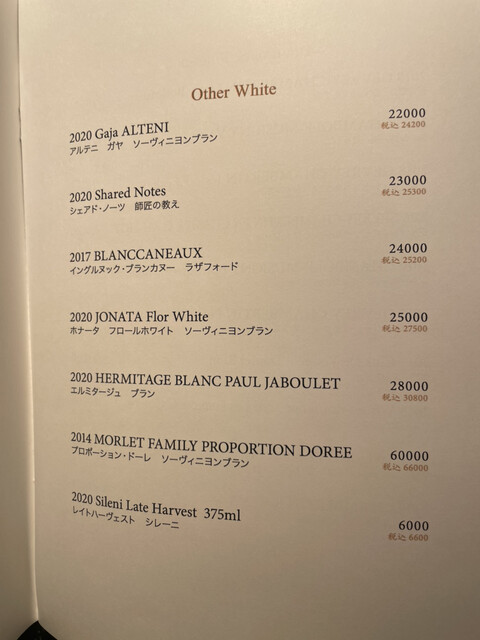 Other White
2020 Gaja ALTENI 22000
アルテニ ガヤ ソーヴィニヨンブラン 税込 24200
2020 Shared Notes 23000
シェアド・ノーツ 師匠の教え 税込 25300
2017 BLANCCANEAUX 24000
イングルヌック・ブランカヌー ラザフォード 税込 25200
2020 JONATA Flor White 25000
ホナータ フロールホワイト ソーヴィニヨンブラン 税込 27500
2020 HERMITAGE BLANC PAUL JABOULET 28000
エルミタージュ ブラン 税込 30800
2014 MORLET FAMILY PROPORTION DOREE 60000
プロポーション・ドーレ ソーヴィニヨンブラン 税込 66000
2020 Sileni Late Harvest 375ml 6000
レイトハーヴェスト シレーニ 税込 6600